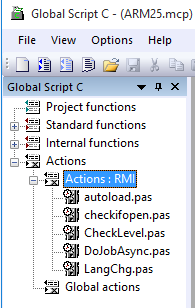 Global Script C - (ARM25.mcp)
File View Options Help
Global Script C
Project functions
Standard functions
Internal functions
Actions
Actions : RMI
autoload.pas
checkifopen.pas
CheckLevel.pas
DoJobAsync.pas
LangChg.pas
Global actions